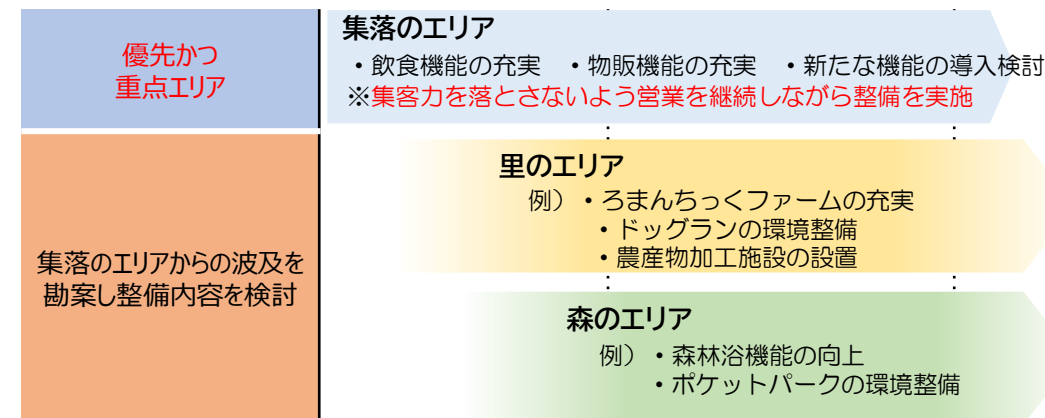 優先かつ
重点エリア
集落のエリア
・飲食機能の充実　・物販機能の充実　・新たな機能の導入検討
※集客力を落とさないよう営業を継続しながら整備を実施
集落のエリアからの波及を
勘案し整備内容を検討
里のエリア
例）・ろまんちっくファームの充実
・ドッグランの環境整備
・農産物加工施設の設置
森のエリア
例）・森林浴機能の向上
・ポケットパークの環境整備